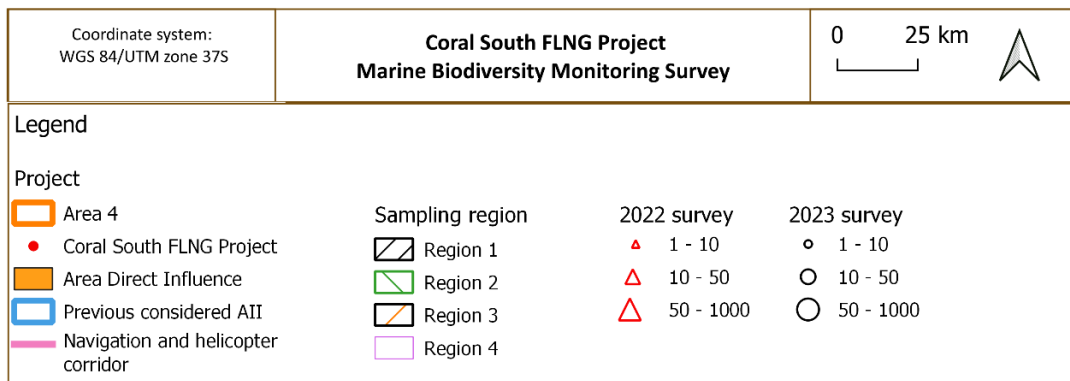 Coordinate system:
WGS 84/UTM zone 37S
Coral South FLNG Project
Marine Biodiversity Monitoring Survey
0 25 km
Legend
Project
Area 4
Coral South FLNG Project
Area Direct Influence
Previous considered AII
Navigation and helicopter
corridor
Sampling region
Region 1
Region 2
Region 3
Region 4
2022 survey
1 - 10
10 - 50
50 - 1000
2023 survey
1 - 10
10 - 50
50 - 1000